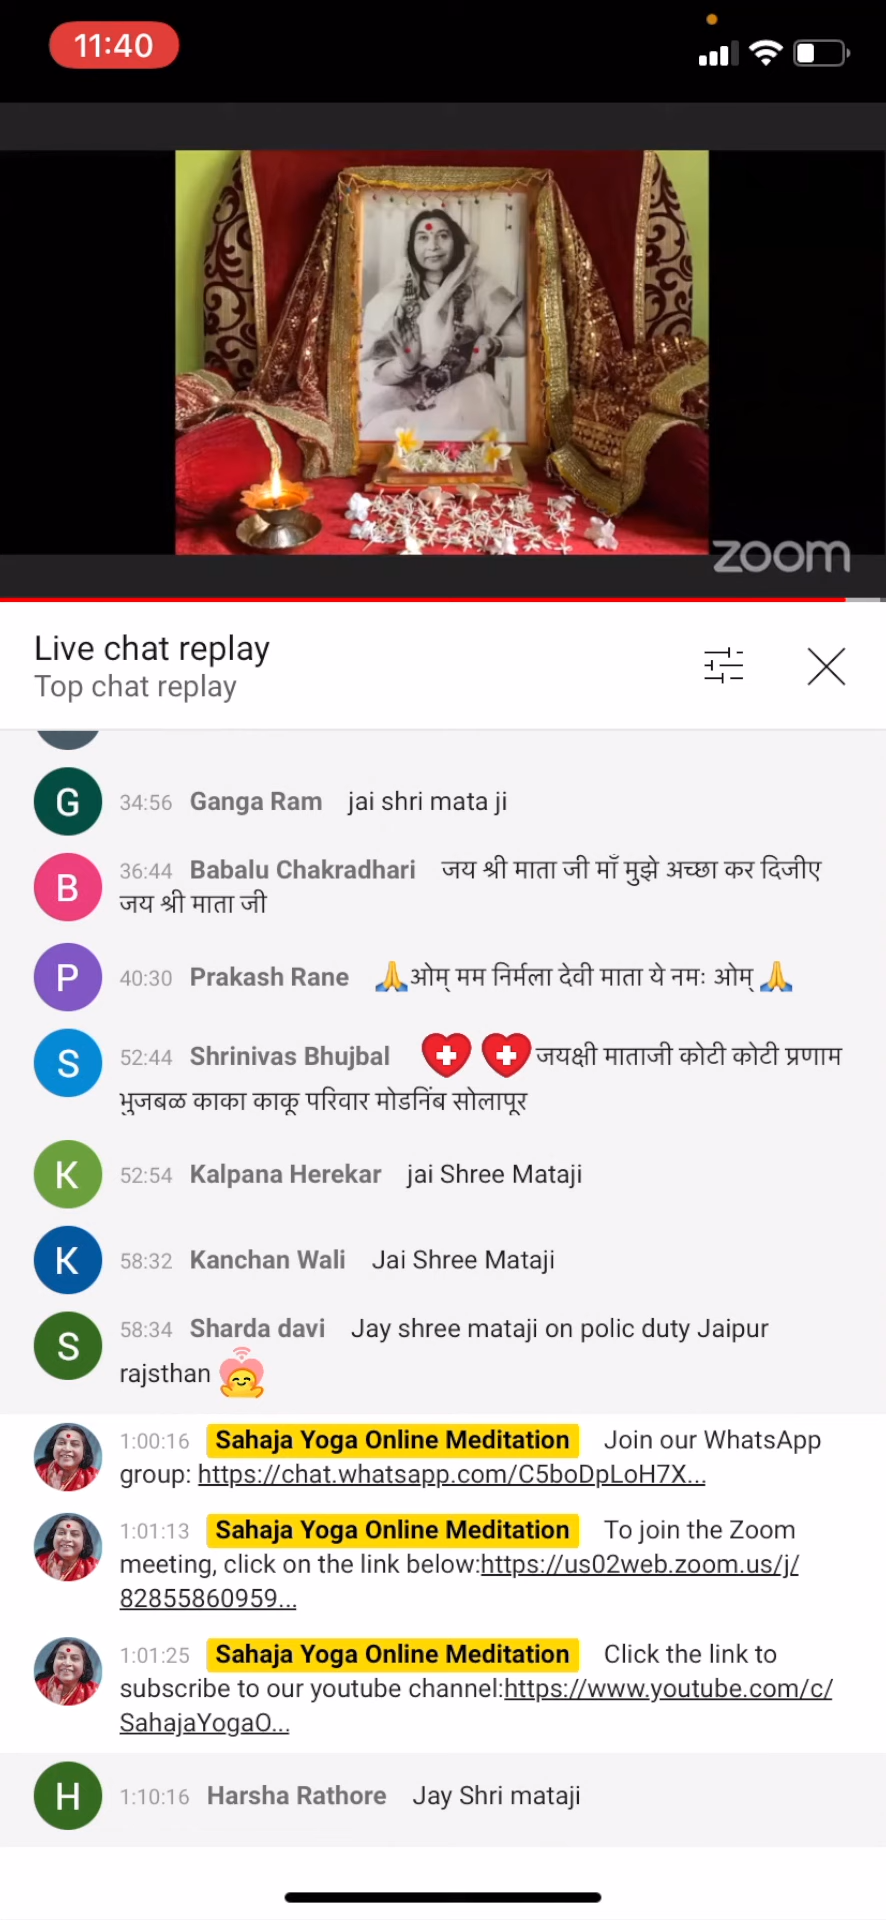 11:40
zoom
Live chat replay
Top chat replay
G 34:56 Ganga Ram jai shri mata ji
B 36:44 Babalu Chakradhari जय श्री माता जी माँ मुझे अच्छा कर दिजीए
जय श्री माता जी
P 40:30 Prakash Rane 🙏ओम् मम निर्मला देवी माता ये नमः ओम् 🙏
S 52:44 Shrinivas Bhujbal जयक्षी माताजी कोटी कोटी प्रणाम
भुजबळ काका काकू परिवार मोडनिंब सोलापूर
K 52:54 Kalpana Herekar jai Shree Mataji
K 58:32 Kanchan Wali Jai Shree Mataji
S 58:34 Sharda davi Jay shree mataji on polic duty Jaipur
rajsthan
1:00:16 Sahaja Yoga Online Meditation Join our WhatsApp
group: https://chat.whatsapp.com/C5boDpLoH7X...
1:01:13 Sahaja Yoga Online Meditation To join the Zoom
meeting, click on the link below:https://us02web.zoom.us/j/
82855860959...
1:01:25 Sahaja Yoga Online Meditation Click the link to
subscribe to our youtube channel:https://www.youtube.com/c/
SahajaYogaO...
H 1:10:16 Harsha Rathore Jay Shri mataji